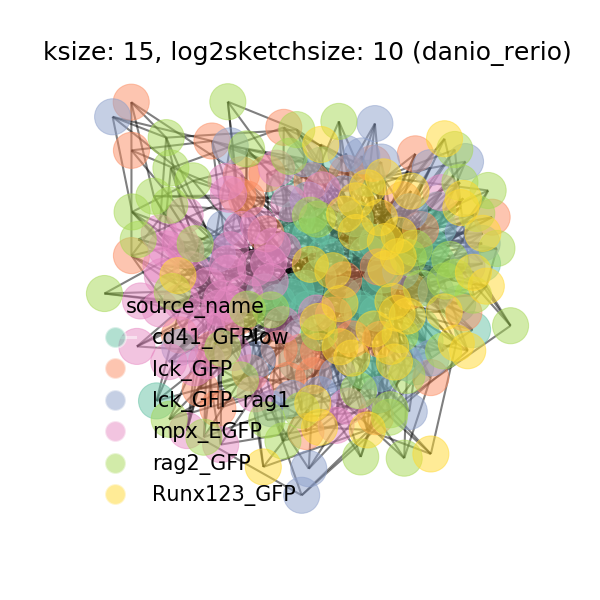 ksize: 15, log2sketchsize: 10 (danio_rerio)
source_name
cd41_GFPlow
lck_GFP
lck_GFP_rag1
mpx_EGFP
rag2_GFP
Runx123_GFP